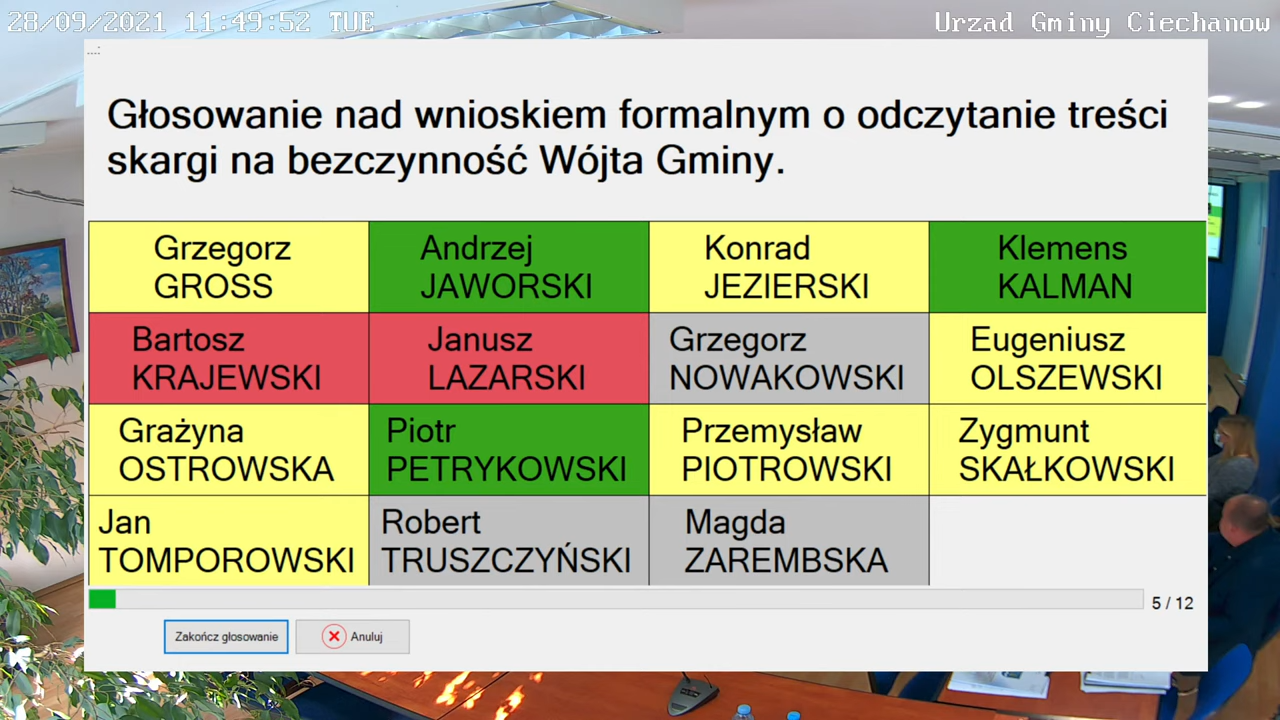 28/09/2021 11:49:52 TUE
Urzad Gminy Ciechanow
Głosowanie nad wnioskiem formalnym o odczytanie treści
skargi na bezczynność Wójta Gminy.
Grzegorz
GROSS
Andrzej
JAWORSKI
Konrad
JEZIERSKI
Klemens
KALMAN
Bartosz
KRAJEWSKI
Janusz
LAZARSKI
Grzegorz
NOWAKOWSKI
Eugeniusz
OLSZEWSKI
Grażyna
OSTROWSKA
Piotr
PETRYKOWSKI
Przemysław
PIOTROWSKI
Zygmunt
SKAŁKOWSKI
Jan
TOMPOROWSKI
Robert
TRUSZCZYŃSKI
Magda
ZAREMBSKA
5 / 12
Zakończ głosowanie
Anuluj